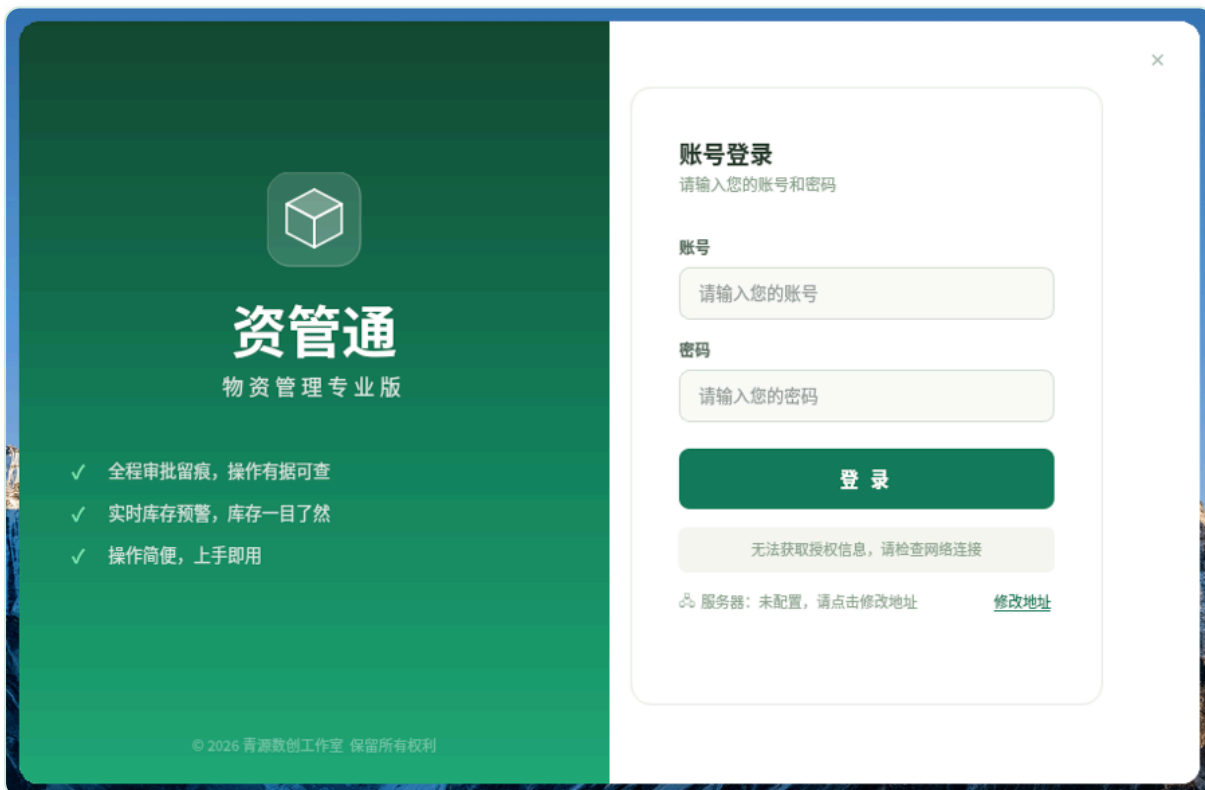 资管通
物资管理专业版
✓ 全程审批留痕，操作有据可查
✓ 实时库存预警，库存一目了然
✓ 操作简便，上手即用
© 2026 青源数创工作室 保留所有权利
×
账号登录
请输入您的账号和密码
账号
请输入您的账号
密码
请输入您的密码
登 录
无法获取授权信息，请检查网络连接
服务器：未配置，请点击修改地址 修改地址